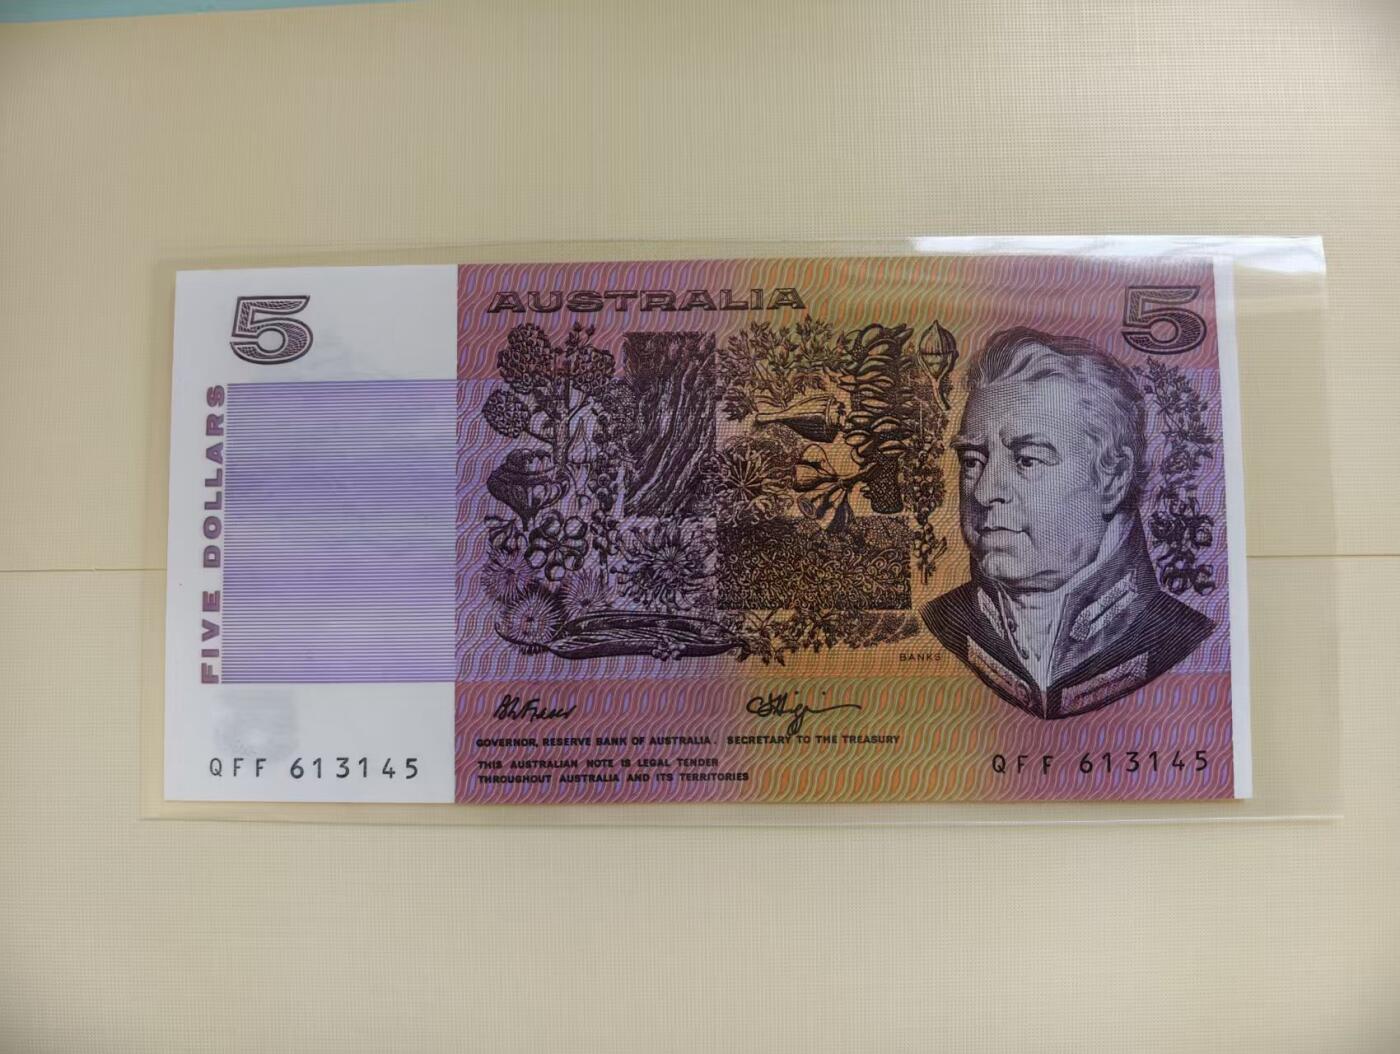 5
AUSTRALIA
5
FIVE DOLLARS
BANKS
GOVERNOR, RESERVE BANK OF AUSTRALIA. SECRETARY TO THE TREASURY
THIS AUSTRALIAN NOTE IS LEGAL TENDER
THROUGHOUT AUSTRALIA AND ITS TERRITORIES
QFF 613145
QFF 613145